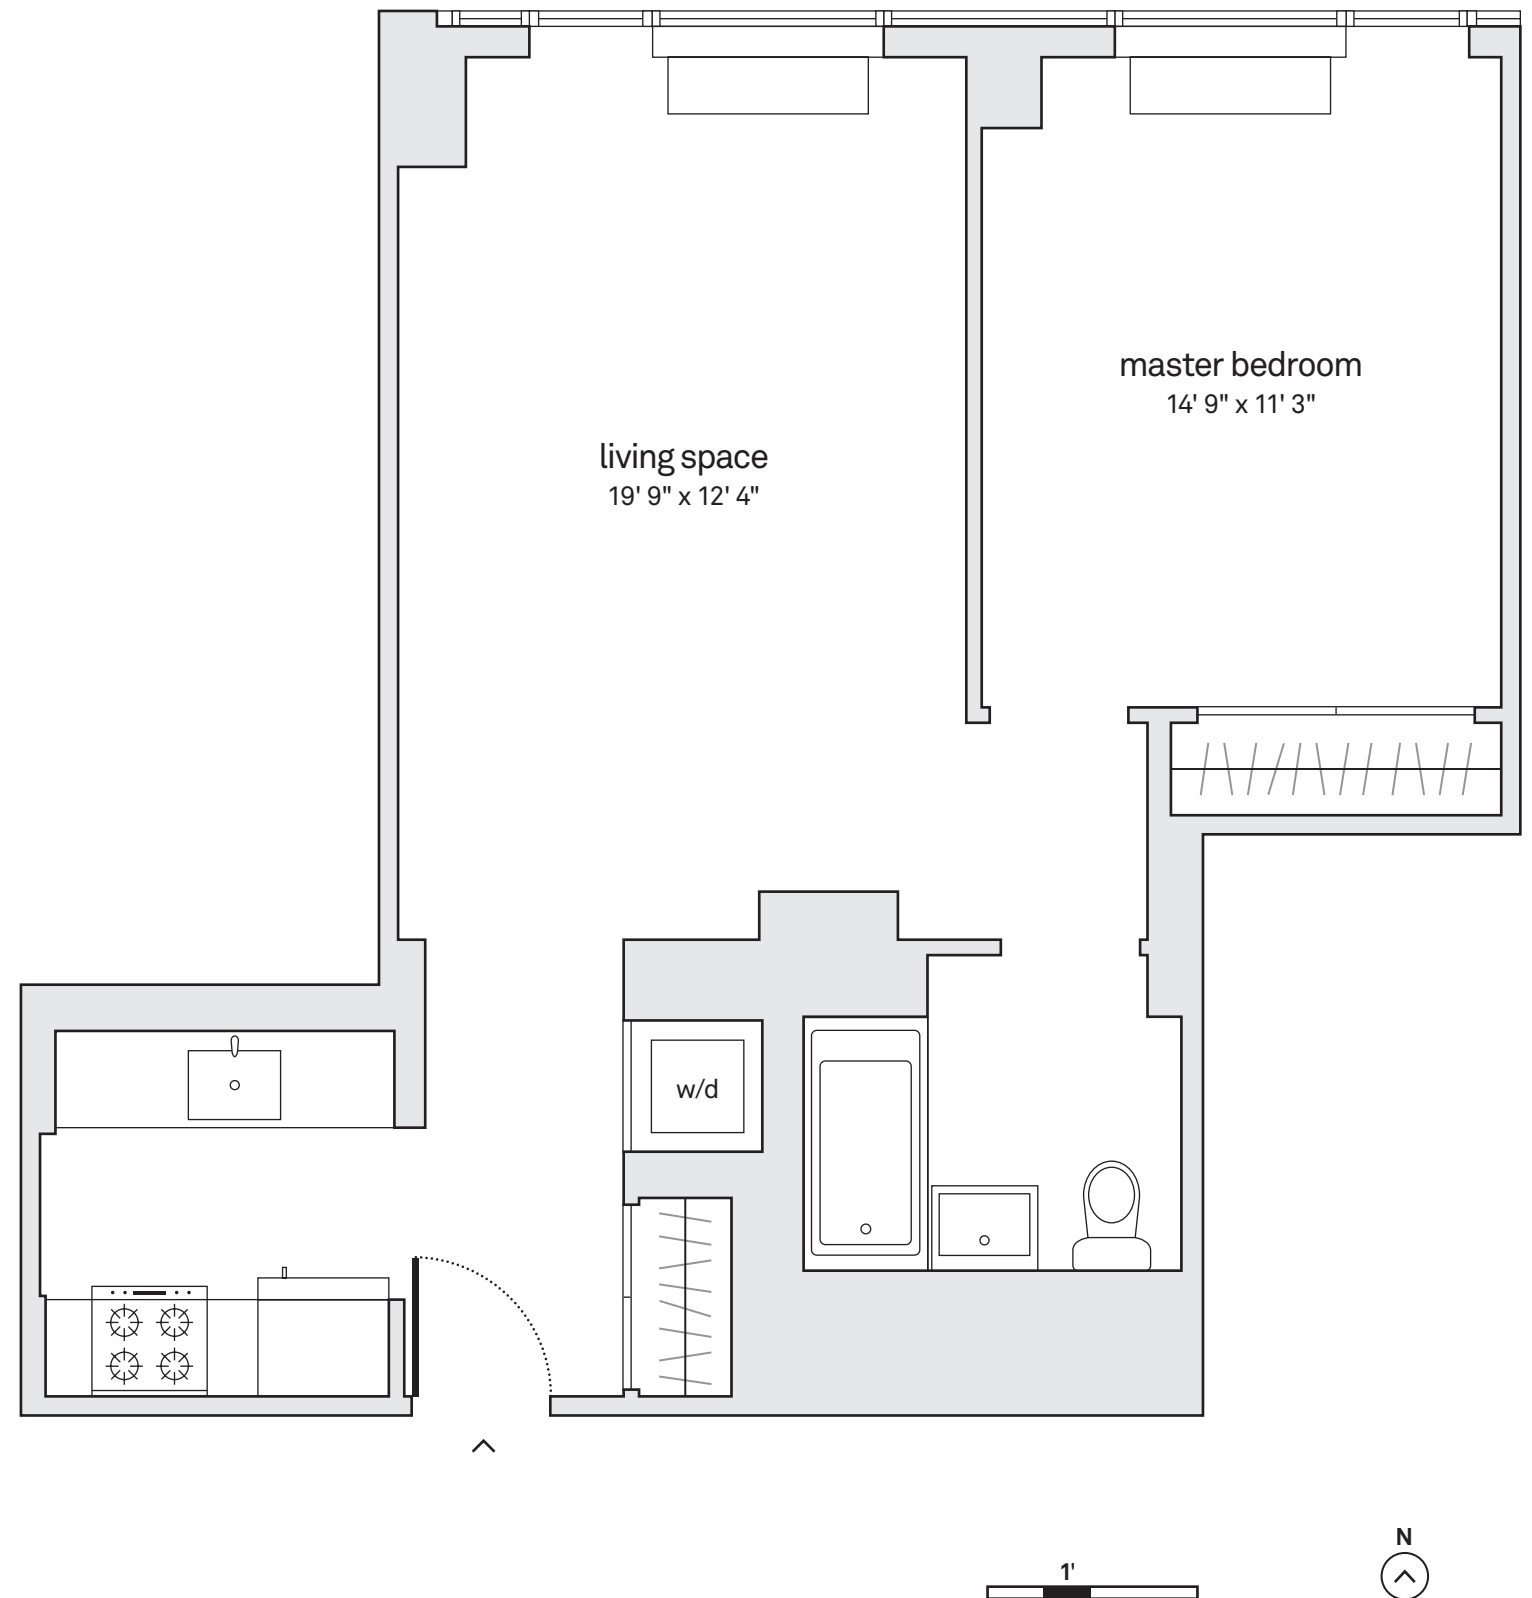 master bedroom
14' 9" x 11' 3"
living space
19' 9" x 12' 4"
w/d
N
1'